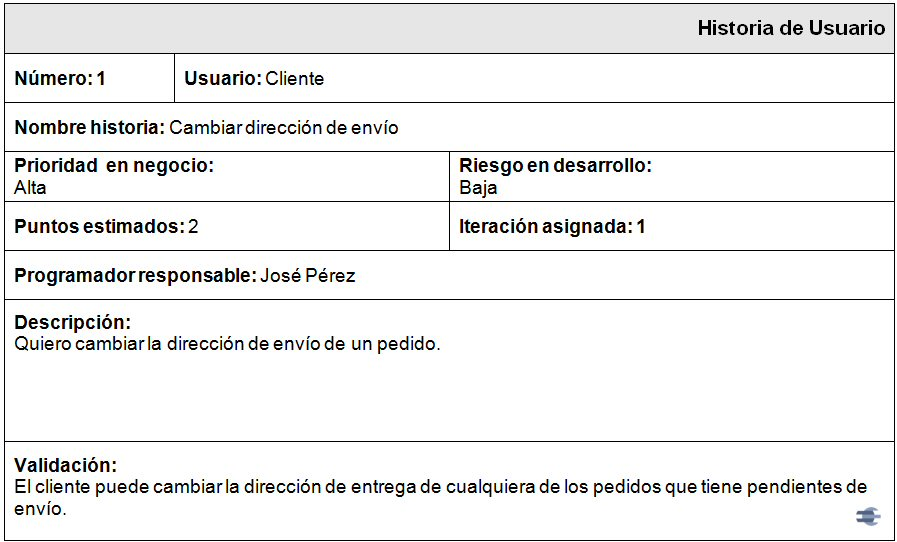 Historia de Usuario
Número: 1
Usuario: Cliente
Nombre historia: Cambiar dirección de envío
Prioridad en negocio:
Alta
Riesgo en desarrollo:
Baja
Puntos estimados: 2
Iteración asignada: 1
Programador responsable: José Pérez
Descripción:
Quiero cambiar la dirección de envío de un pedido.
Validación:
El cliente puede cambiar la dirección de entrega de cualquiera de los pedidos que tiene pendientes de
envío.